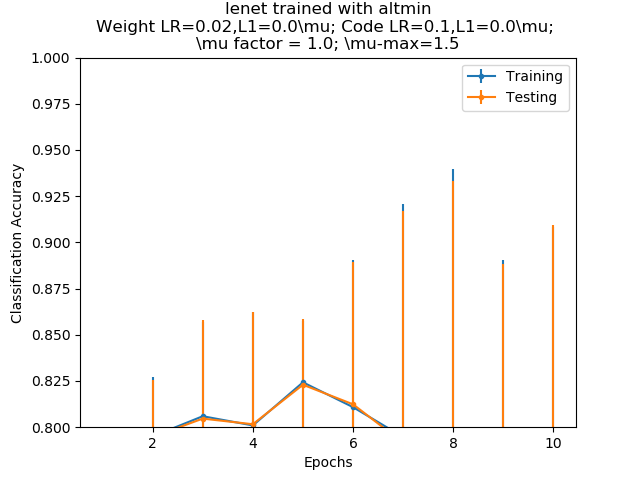 lenet trained with altmin
Weight LR=0.02,L1=0.0\mu; Code LR=0.1,L1=0.0\mu;
\mu factor = 1.0; \mu-max=1.5
Training
Testing
Classification Accuracy
1.000
0.975
0.950
0.925
0.900
0.875
0.850
0.825
0.800
2 4 6 8 10
Epochs